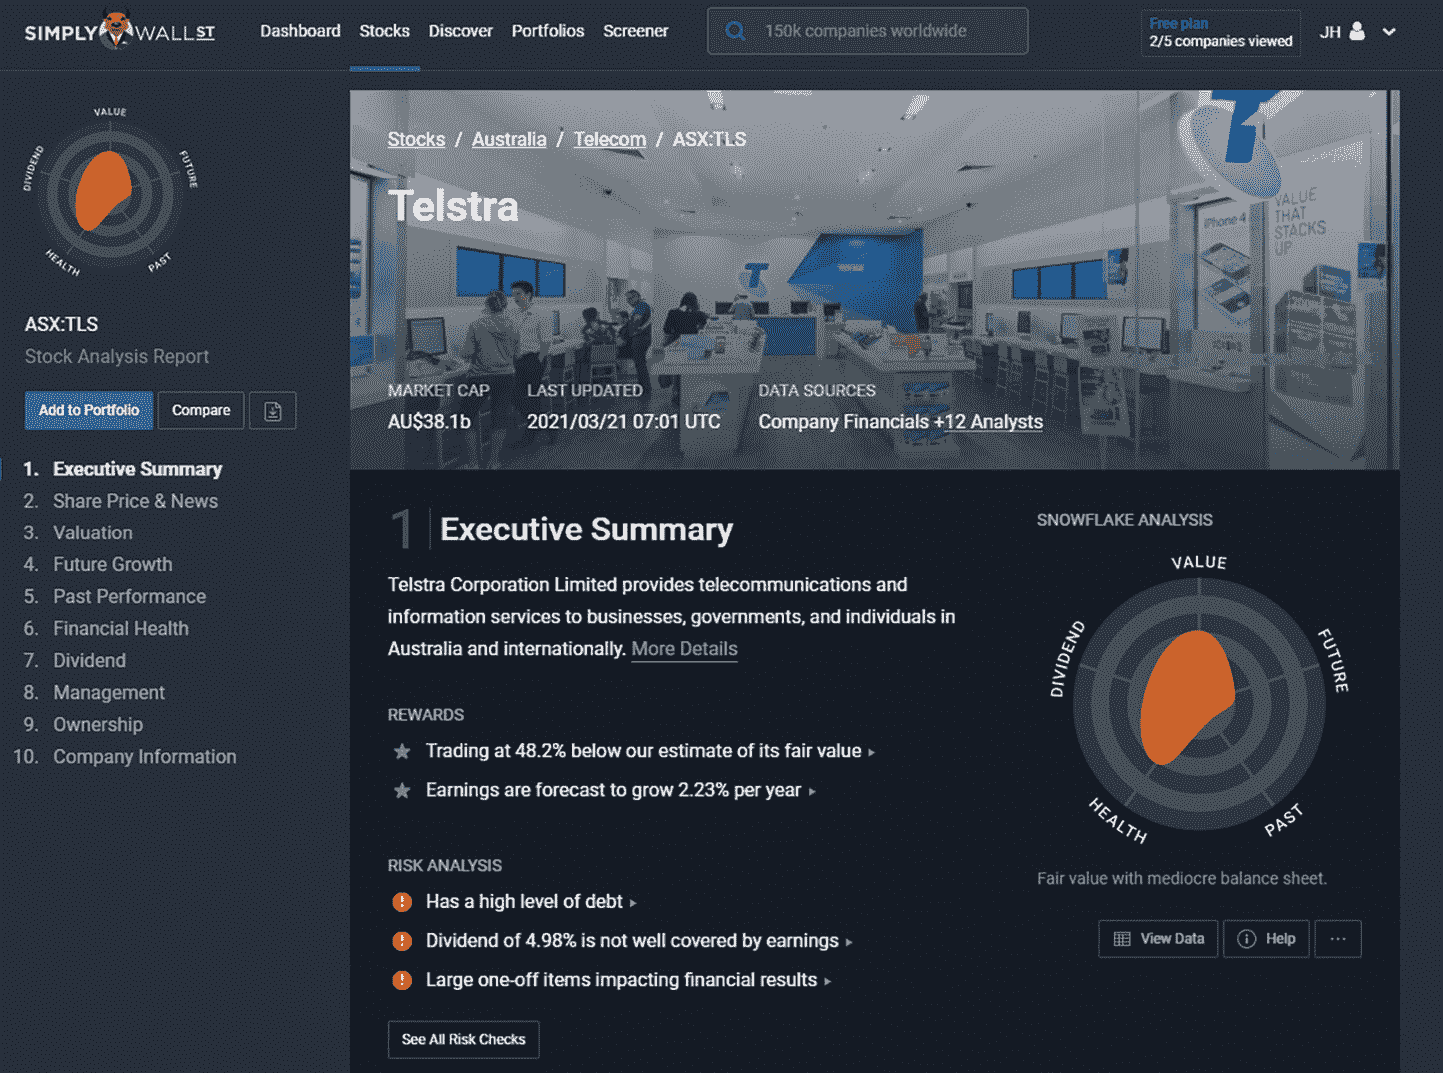 SIMPLY WALLST
Dashboard Stocks Discover Portfolios Screener
150k companies worldwide
Free plan
2/5 companies viewed
JH
VALUE
FUTURE
PAST
HEALTH
DIVIDEND
ASX:TLS
Stock Analysis Report
Add to Portfolio Compare
1. Executive Summary
2. Share Price & News
3. Valuation
4. Future Growth
5. Past Performance
6. Financial Health
7. Dividend
8. Management
9. Ownership
10. Company Information
Stocks / Australia / Telecom / ASX:TLS
Telstra
iPhone 4
VALUE
THAT
STACKS
UP
MARKET CAP LAST UPDATED DATA SOURCES
AU$38.1b 2021/03/21 07:01 UTC Company Financials +12 Analysts
1 Executive Summary
Telstra Corporation Limited provides telecommunications and
information services to businesses, governments, and individuals in
Australia and internationally. More Details
REWARDS
Trading at 48.2% below our estimate of its fair value
Earnings are forecast to grow 2.23% per year
RISK ANALYSIS
Has a high level of debt
Dividend of 4.98% is not well covered by earnings
Large one-off items impacting financial results
See All Risk Checks
SNOWFLAKE ANALYSIS
VALUE
FUTURE
PAST
HEALTH
DIVIDEND
Fair value with mediocre balance sheet.
View Data Help ...